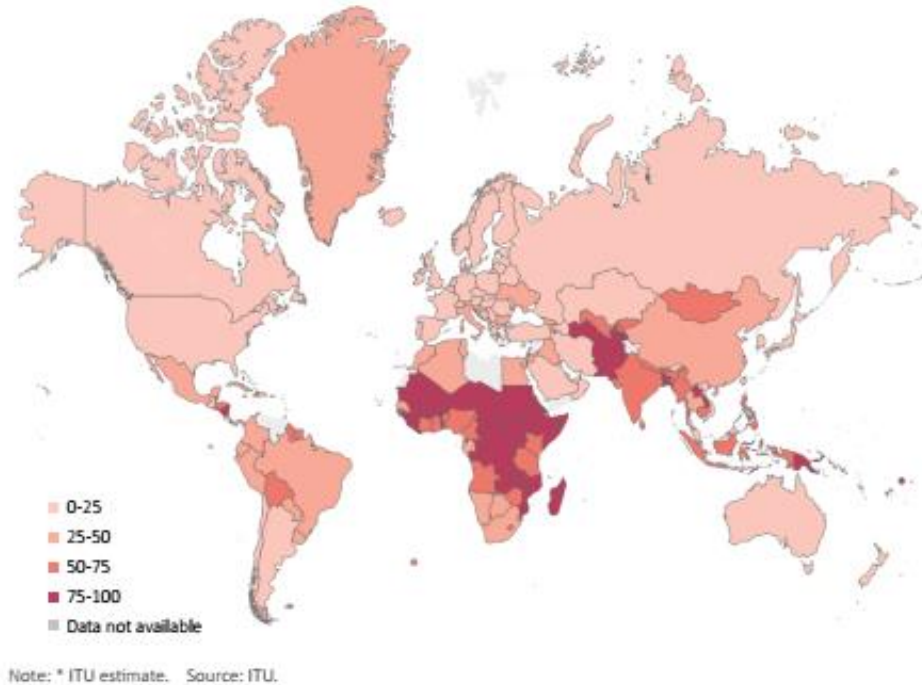 0-25
25-50
50-75
75-100
Data not available
Note: * ITU estimate. Source: ITU.